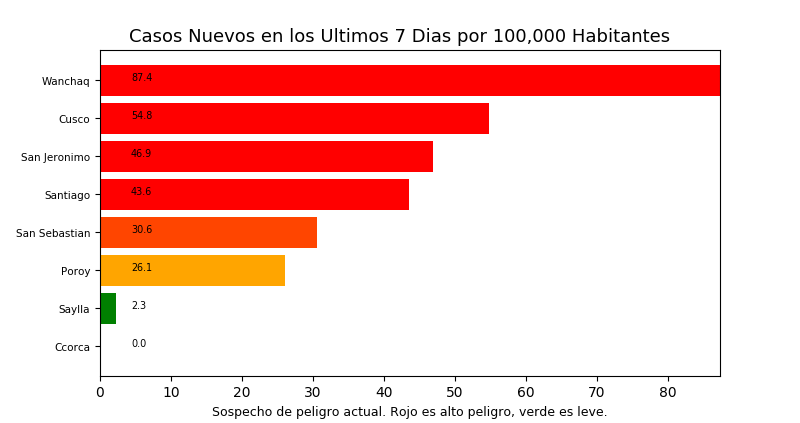 Casos Nuevos en los Ultimos 7 Dias por 100,000 Habitantes
Wanchaq 87.4
Cusco 54.8
San Jeronimo 46.9
Santiago 43.6
San Sebastian 30.6
Poroy 26.1
Saylla 2.3
Ccorca 0.0
0 10 20 30 40 50 60 70 80
Sospecho de peligro actual. Rojo es alto peligro, verde es leve.